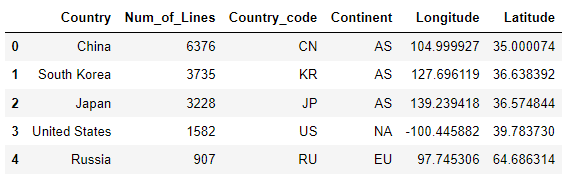 Country Num_of_Lines Country_code Continent Longitude Latitude
0 China 6376 CN AS 104.999927 35.000074
1 South Korea 3735 KR AS 127.696119 36.638392
2 Japan 3228 JP AS 139.239418 36.574844
3 United States 1582 US NA -100.445882 39.783730
4 Russia 907 RU EU 97.745306 64.686314